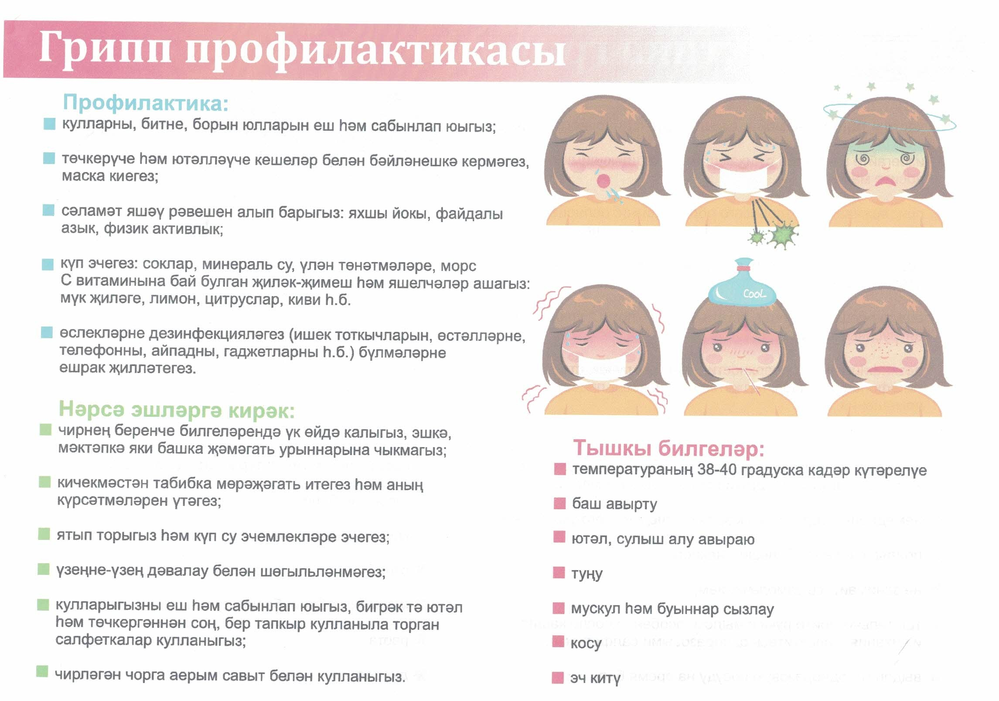 Грипп профилактикасы
Профилактика:
кулларны, битне, борын юлларын еш һәм сабынлап юыгыз;
төчкерүче һәм ютәлләүче кешеләр белән бәйләнешкә кермәгез,
маска киегез;
сәламәт яшәү рәвешен алып барыгыз: яхшы йокы, файдалы
азык, физик активлык;
күп эчегез: соклар, минераль су, үлән төнәтмәләре, морс
С витаминына бай булган җиләк-җимеш һәм яшелчәләр ашагыз:
мүк җиләге, лимон, цитруслар, киви һ.б.
өслекләрне дезинфекцияләгез (ишек тоткычларын, өстәлләрне,
телефонны, айпадны, гаджетларны һ.б.) бүлмәләрне
ешрак җилләтегез.
Нәрсә эшләргә кирәк:
чирнең беренче билгеләрендә үк өйдә калыгыз, эшкә,
мәктәпкә яки башка җәмәгать урыннарына чыкмагыз;
кичекмәстән табибка мөрәҗәгать итегез һәм аның
күрсәтмәләрен үтәгез;
ятып торыгыз һәм күп су эчемлекләре эчегез;
үзеңне-үзең дәвалау белән шөгыльләнмәгез;
кулларыгызны еш һәм сабынлап юыгыз, бигрәк тә ютәл
һәм төчкергәннән соң, бер тапкыр кулланыла торган
салфеткалар кулланыгыз;
чирләгән чорга аерым савыт белән кулланыгыз.
COOL
Тышкы билгеләр:
температураның 38-40 градуска кадәр күтәрелүе
баш авырту
ютәл, сулыш алу авыраю
туңу
мускул һәм буыннар сызлау
косу
эч китү